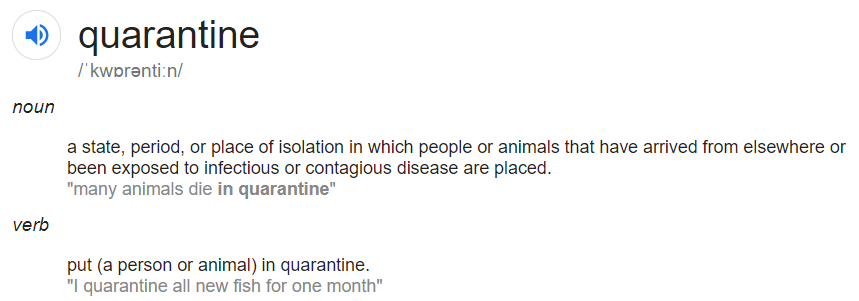 quarantine
/ˈkwɒrəntiːn/
noun
a state, period, or place of isolation in which people or animals that have arrived from elsewhere or
been exposed to infectious or contagious disease are placed.
"many animals die in quarantine"
verb
put (a person or animal) in quarantine.
"I quarantine all new fish for one month"